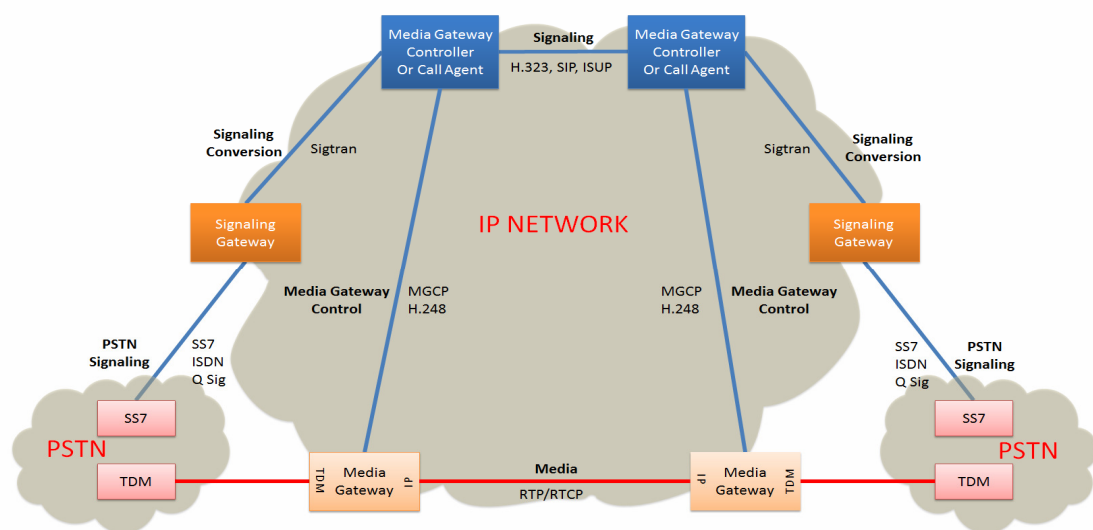 Media Gateway
Controller
Or Call Agent
Signaling
H.323, SIP, ISUP
Media Gateway
Controller
Or Call Agent
Signaling
Conversion
Sigtran
Sigtran
Signaling
Conversion
Signaling
Gateway
IP NETWORK
Signaling
Gateway
Media Gateway
Control
MGCP
H.248
MGCP
H.248
Media Gateway
Control
PSTN
Signaling
SS7
ISDN
Q Sig
SS7
ISDN
Q Sig
PSTN
Signaling
SS7
PSTN
TDM
TDM
Media
Gateway
IP
Media
RTP/RTCP
IP
Media
Gateway
TDM
SS7
PSTN
TDM